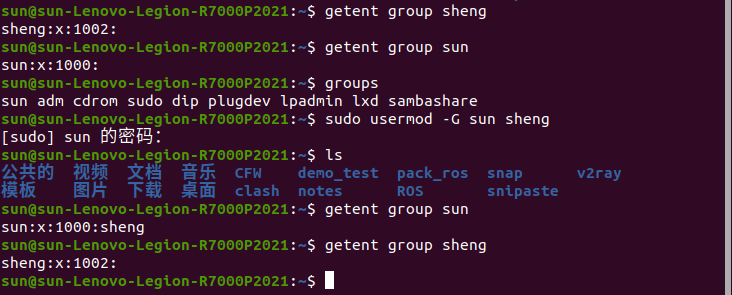 sun@sun-Lenovo-Legion-R7000P2021:~$ getent group sheng
sheng:x:1002:
sun@sun-Lenovo-Legion-R7000P2021:~$ getent group sun
sun:x:1000:
sun@sun-Lenovo-Legion-R7000P2021:~$ groups
sun adm cdrom sudo dip plugdev lpadmin lxd sambashare
sun@sun-Lenovo-Legion-R7000P2021:~$ sudo usermod -G sun sheng
[sudo] sun 的密码：
sun@sun-Lenovo-Legion-R7000P2021:~$ ls
公共的 视频 文档 音乐 CFW demo_test pack_ros snap v2ray
模板 图片 下载 桌面 clash notes ROS snipaste
sun@sun-Lenovo-Legion-R7000P2021:~$ getent group sun
sun:x:1000:sheng
sun@sun-Lenovo-Legion-R7000P2021:~$ getent group sheng
sheng:x:1002:
sun@sun-Lenovo-Legion-R7000P2021:~$